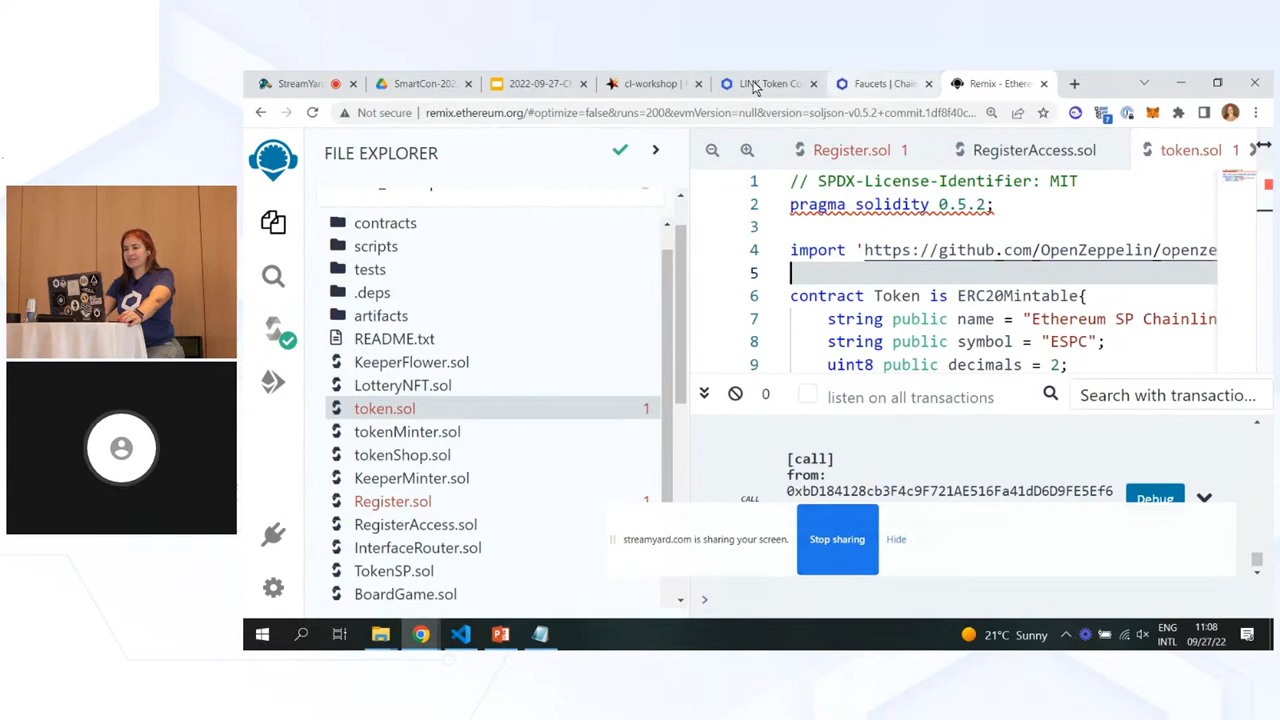 StreamYar
SmartCon-202
2022-09-27-Ch
cl-workshop |
LINK Token Co
Faucets | Chain
Remix - Ethere
Not secure
remix.ethereum.org/#optimize=false&runs=200&evmVersion=null&version=soljson-v0.5.2+commit.1df8f40c...
7
FILE EXPLORER
Register.sol 1
RegisterAccess.sol
token.sol 1
contracts
scripts
tests
.deps
artifacts
README.txt
KeeperFlower.sol
LotteryNFT.sol
token.sol 1
tokenMinter.sol
tokenShop.sol
KeeperMinter.sol
Register.sol 1
RegisterAccess.sol
InterfaceRouter.sol
TokenSP.sol
BoardGame.sol
1 // SPDX-License-Identifier: MIT
2 pragma solidity 0.5.2;
3
4 import 'https://github.com/OpenZeppelin/openze
5
6 contract Token is ERC20Mintable{
7 string public name = "Ethereum SP Chainlin
8 string public symbol = "ESPC";
9 uint8 public decimals = 2;
0
listen on all transactions
Search with transactio...
[call]
from:
0xbD184128cb3F4c9F721AE516Fa41dD6D9FE5Ef6
CALL
Debug
streamyard.com is sharing your screen.
Stop sharing
Hide
>
21°C Sunny
ENG
INTL
11:08
09/27/22